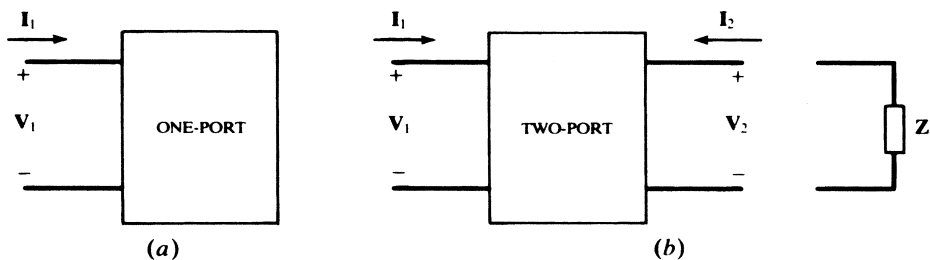 I₁ I₁ I₂
+ + +
V₁ ONE-PORT V₁ TWO-PORT V₂ Z
− − −
(a) (b)